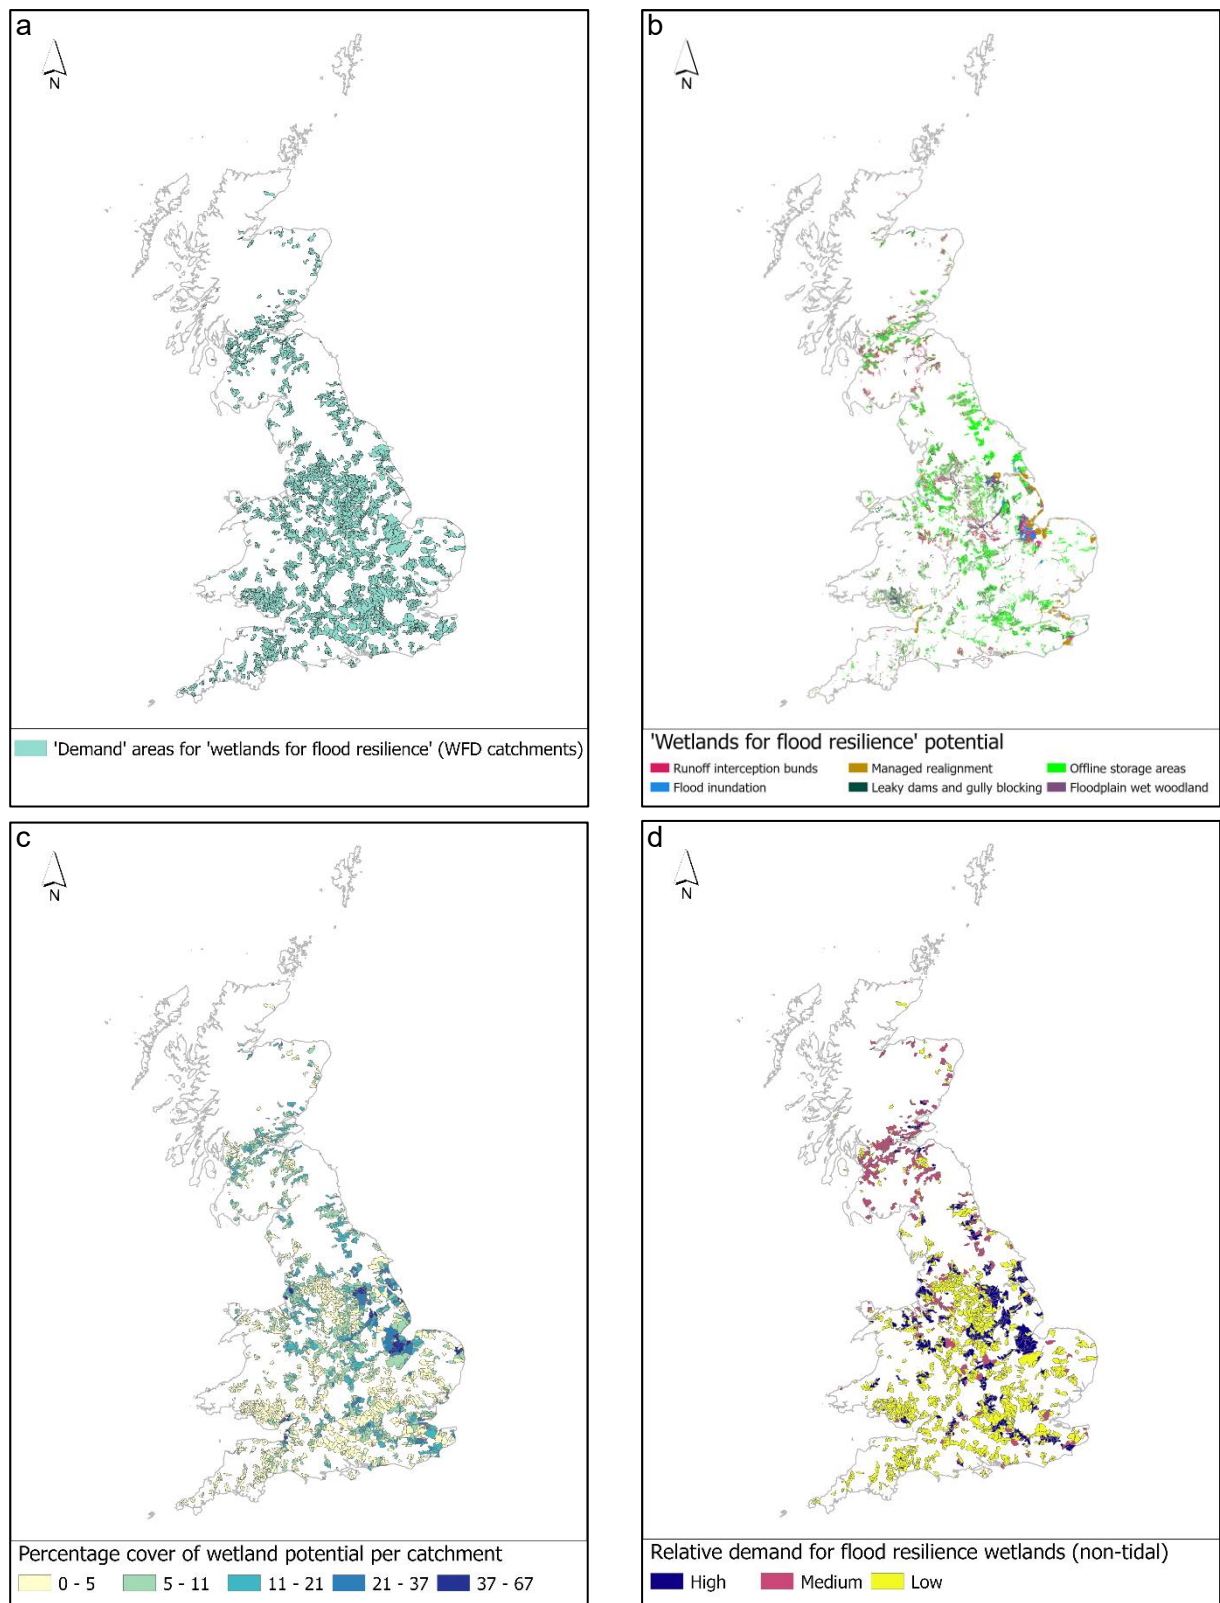 a
N
'Demand' areas for 'wetlands for flood resilience' (WFD catchments)
b
N
'Wetlands for flood resilience' potential
Runoff interception bunds
Managed realignment
Offline storage areas
Flood inundation
Leaky dams and gully blocking
Floodplain wet woodland
c
N
Percentage cover of wetland potential per catchment
0 - 5
5 - 11
11 - 21
21 - 37
37 - 67
d
N
Relative demand for flood resilience wetlands (non-tidal)
High
Medium
Low